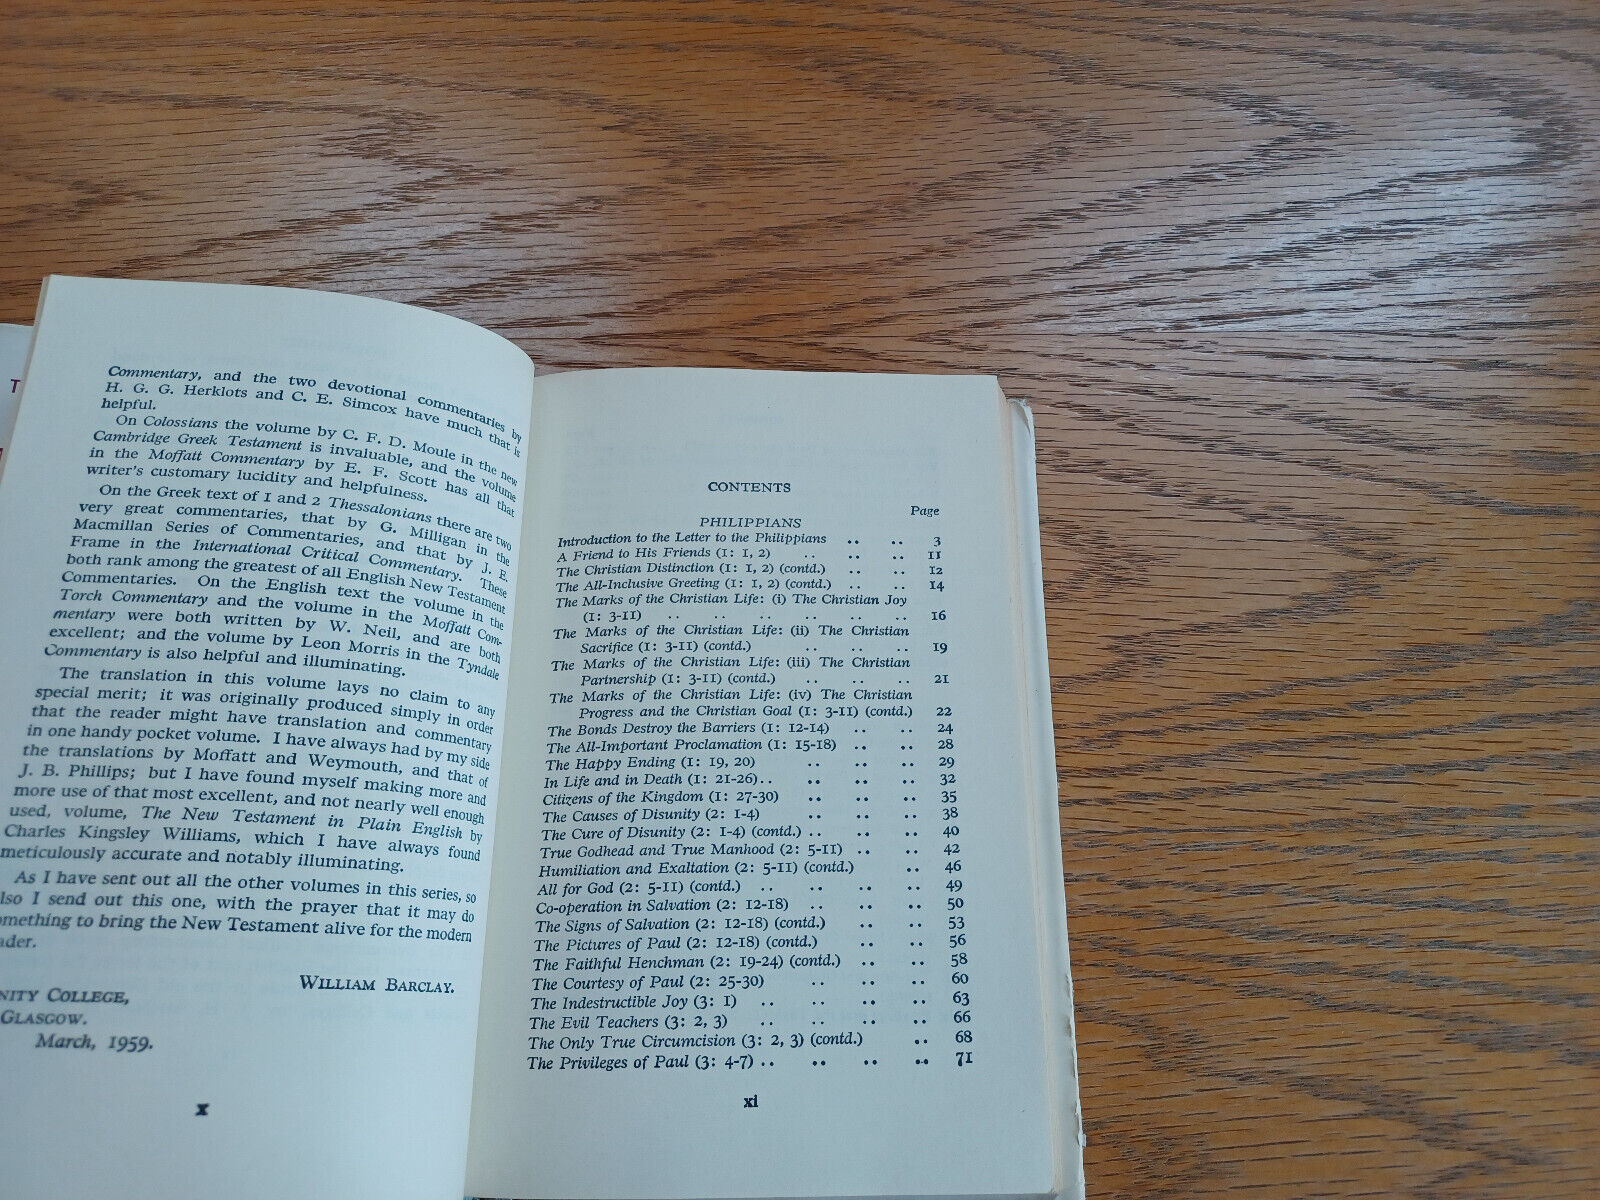 T
Commentary, and the two devotional commentaries by
H. G. G. Herklots and C. E. Simcox have much that is
helpful.
On Colossians the volume by C. F. D. Moule in the new
Cambridge Greek Testament is invaluable, and the volume
in the Moffatt Commentary by E. F. Scott has all that
writer's customary lucidity and helpfulness.
On the Greek text of 1 and 2 Thessalonians there are two
very great commentaries, that by G. Milligan in the
Macmillan Series of Commentaries, and that by J. E.
Frame in the International Critical Commentary. These
both rank among the greatest of all English New Testament
Commentaries. On the English text the volume in the
Torch Commentary and the volume in the Moffatt Com-
mentary were both written by W. Neil, and are both
excellent; and the volume by Leon Morris in the Tyndale
Commentary is also helpful and illuminating.
The translation in this volume lays no claim to any
special merit; it was originally produced simply in order
that the reader might have translation and commentary
in one handy pocket volume. I have always had by my side
the translations by Moffatt and Weymouth, and that of
J. B. Phillips; but I have found myself making more and
more use of that most excellent, and not nearly well enough
used, volume, The New Testament in Plain English by
Charles Kingsley Williams, which I have always found
meticulously accurate and notably illuminating.
As I have sent out all the other volumes in this series, so
lso I send out this one, with the prayer that it may do
omething to bring the New Testament alive for the modern
ader.
WILLIAM BARCLAY.
NITY COLLEGE,
GLASGOW.
March, 1959.
x
CONTENTS
Page
PHILIPPIANS
Introduction to the Letter to the Philippians .. .. 3
A Friend to His Friends (1: 1, 2) .. .. .. 11
The Christian Distinction (1: 1, 2) (contd.) .. .. 12
The All-Inclusive Greeting (1: 1, 2) (contd.) .. .. 14
The Marks of the Christian Life: (i) The Christian Joy
(1: 3-11) .. .. .. .. .. .. 16
The Marks of the Christian Life: (ii) The Christian
Sacrifice (1: 3-11) (contd.) .. .. .. 19
The Marks of the Christian Life: (iii) The Christian
Partnership (1: 3-11) (contd.) .. .. .. 21
The Marks of the Christian Life: (iv) The Christian
Progress and the Christian Goal (1: 3-11) (contd.) 22
The Bonds Destroy the Barriers (1: 12-14) .. .. 24
The All-Important Proclamation (1: 15-18) .. .. 28
The Happy Ending (1: 19, 20) .. .. .. 29
In Life and in Death (1: 21-26).. .. .. .. 32
Citizens of the Kingdom (1: 27-30) .. .. .. 35
The Causes of Disunity (2: 1-4) .. .. .. 38
The Cure of Disunity (2: 1-4) (contd.) .. .. .. 40
True Godhead and True Manhood (2: 5-11) .. .. 42
Humiliation and Exaltation (2: 5-11) (contd.) .. 46
All for God (2: 5-11) (contd.) .. .. .. .. 49
Co-operation in Salvation (2: 12-18) .. .. .. 50
The Signs of Salvation (2: 12-18) (contd.) .. .. 53
The Pictures of Paul (2: 12-18) (contd.) .. .. 56
The Faithful Henchman (2: 19-24) (contd.) .. .. 58
The Courtesy of Paul (2: 25-30) .. .. .. 60
The Indestructible Joy (3: 1) .. .. .. .. 63
The Evil Teachers (3: 2, 3) .. .. .. .. 66
The Only True Circumcision (3: 2, 3) (contd.) .. 68
The Privileges of Paul (3: 4-7) .. .. .. .. 71
xi